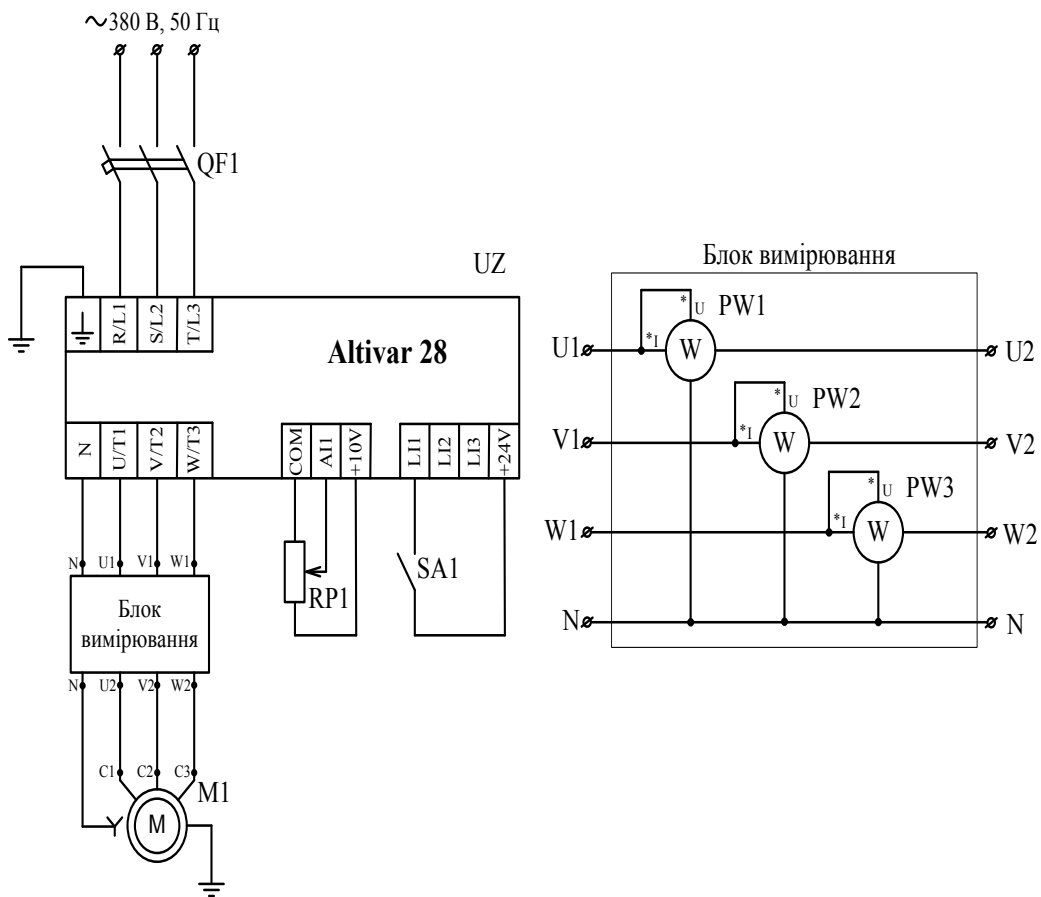 ~380 В, 50 Гц
QF1
UZ
R/L1
S/L2
T/L3
Altivar 28
N
U/T1
V/T2
W/T3
COM
AI1
+10V
LI1
LI2
LI3
+24V
RP1
SA1
N U1 V1 W1
Блок
вимірювання
N U2 V2 W2
C1 C2 C3
M1
M
Блок вимірювання
* U PW1
*I
U1 W U2
* U PW2
*I
V1 W V2
* U PW3
*I
W1 W W2
N N